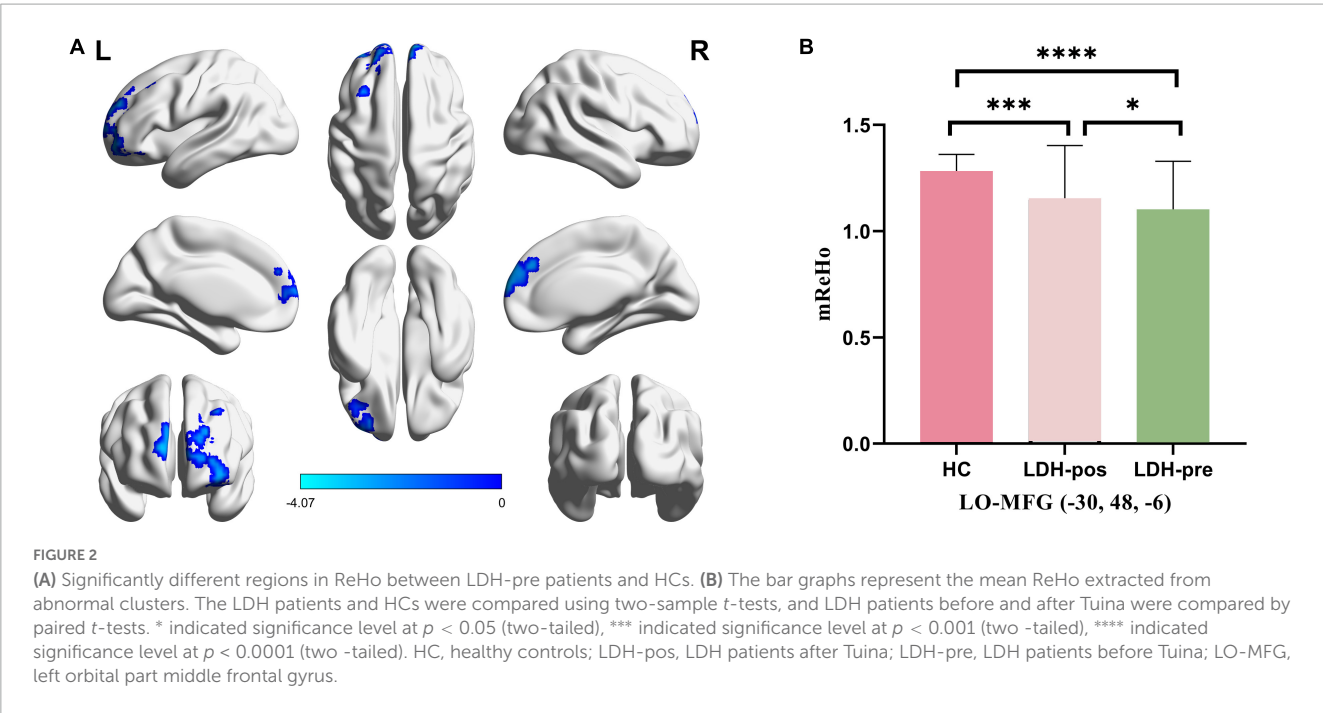 A L
R
-4.07 0
B
****
*** *
1.5
1.0
0.5
0.0
mReHo
HC LDH-pos LDH-pre
LO-MFG (-30, 48, -6)
FIGURE 2
(A) Significantly different regions in ReHo between LDH-pre patients and HCs. (B) The bar graphs represent the mean ReHo extracted from
abnormal clusters. The LDH patients and HCs were compared using two-sample t-tests, and LDH patients before and after Tuina were compared by
paired t-tests. * indicated significance level at p < 0.05 (two-tailed), *** indicated significance level at p < 0.001 (two -tailed), **** indicated
significance level at p < 0.0001 (two -tailed). HC, healthy controls; LDH-pos, LDH patients after Tuina; LDH-pre, LDH patients before Tuina; LO-MFG,
left orbital part middle frontal gyrus.